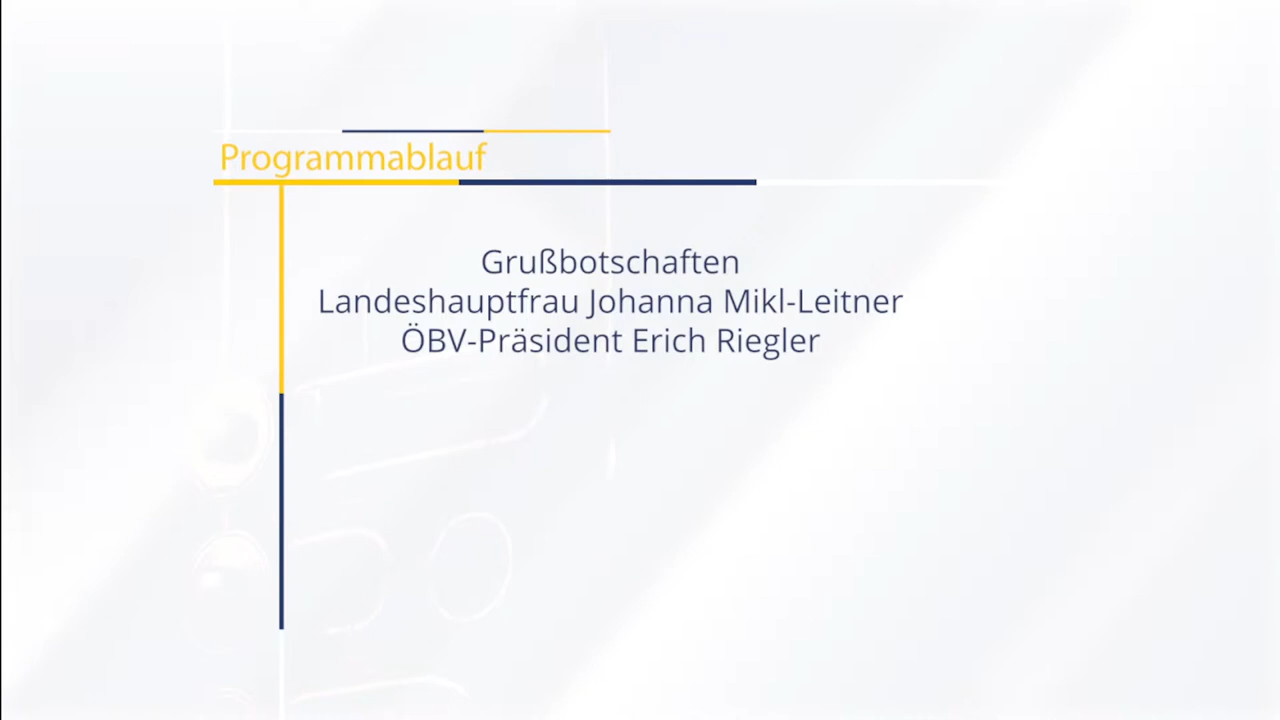 Programmablauf
Grußbotschaften
Landeshauptfrau Johanna Mikl-Leitner
ÖBV-Präsident Erich Riegler